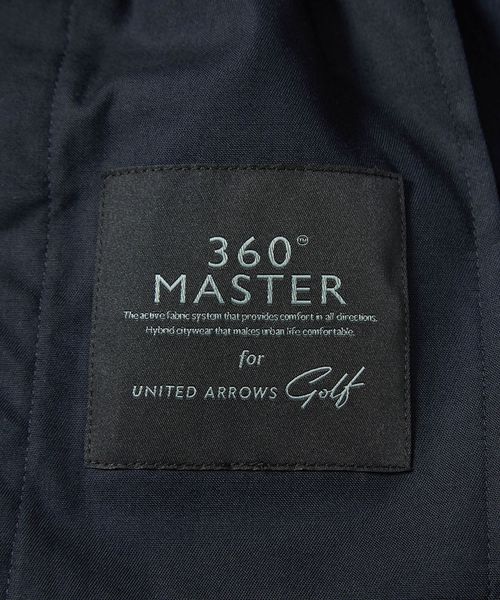 360°™
MASTER
The active fabric system that provides comfort in all directions.
Hybrid citywear that makes urban life comfortable.
for
UNITED ARROWS Golf